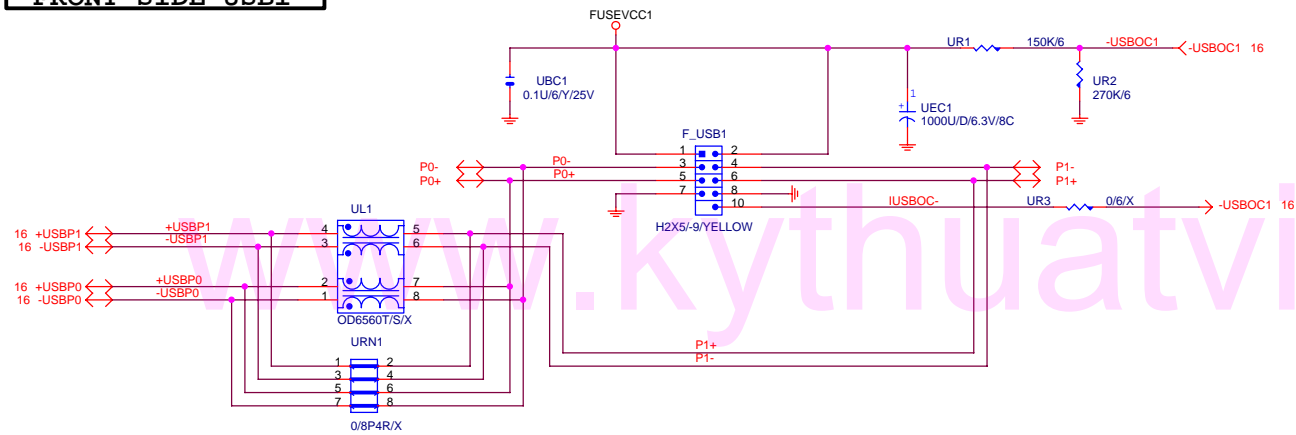 FRONT SIDE USB1
FUSEVCC1
UR1 150K/6 -USBOC1 -USBOC1 16
UBC1
0.1U/6/Y/25V
1
+
UEC1
1000U/D/6.3V/8C
UR2
270K/6
F_USB1
1 2
P0- P0- 3 4 P1-
P0+ P0+ 5 6 P1+
7 8
10 IUSBOC- UR3 0/6/X -USBOC1 16
H2X5/-9/YELLOW
UL1
16 +USBP1 +USBP1 4 5
16 -USBP1 -USBP1 3 6
16 +USBP0 +USBP0 2 7
16 -USBP0 -USBP0 1 8
OD6560T/S/X
www.kythuatvi
URN1
P1+
P1-
1 2
3 4
5 6
7 8
0/8P4R/X